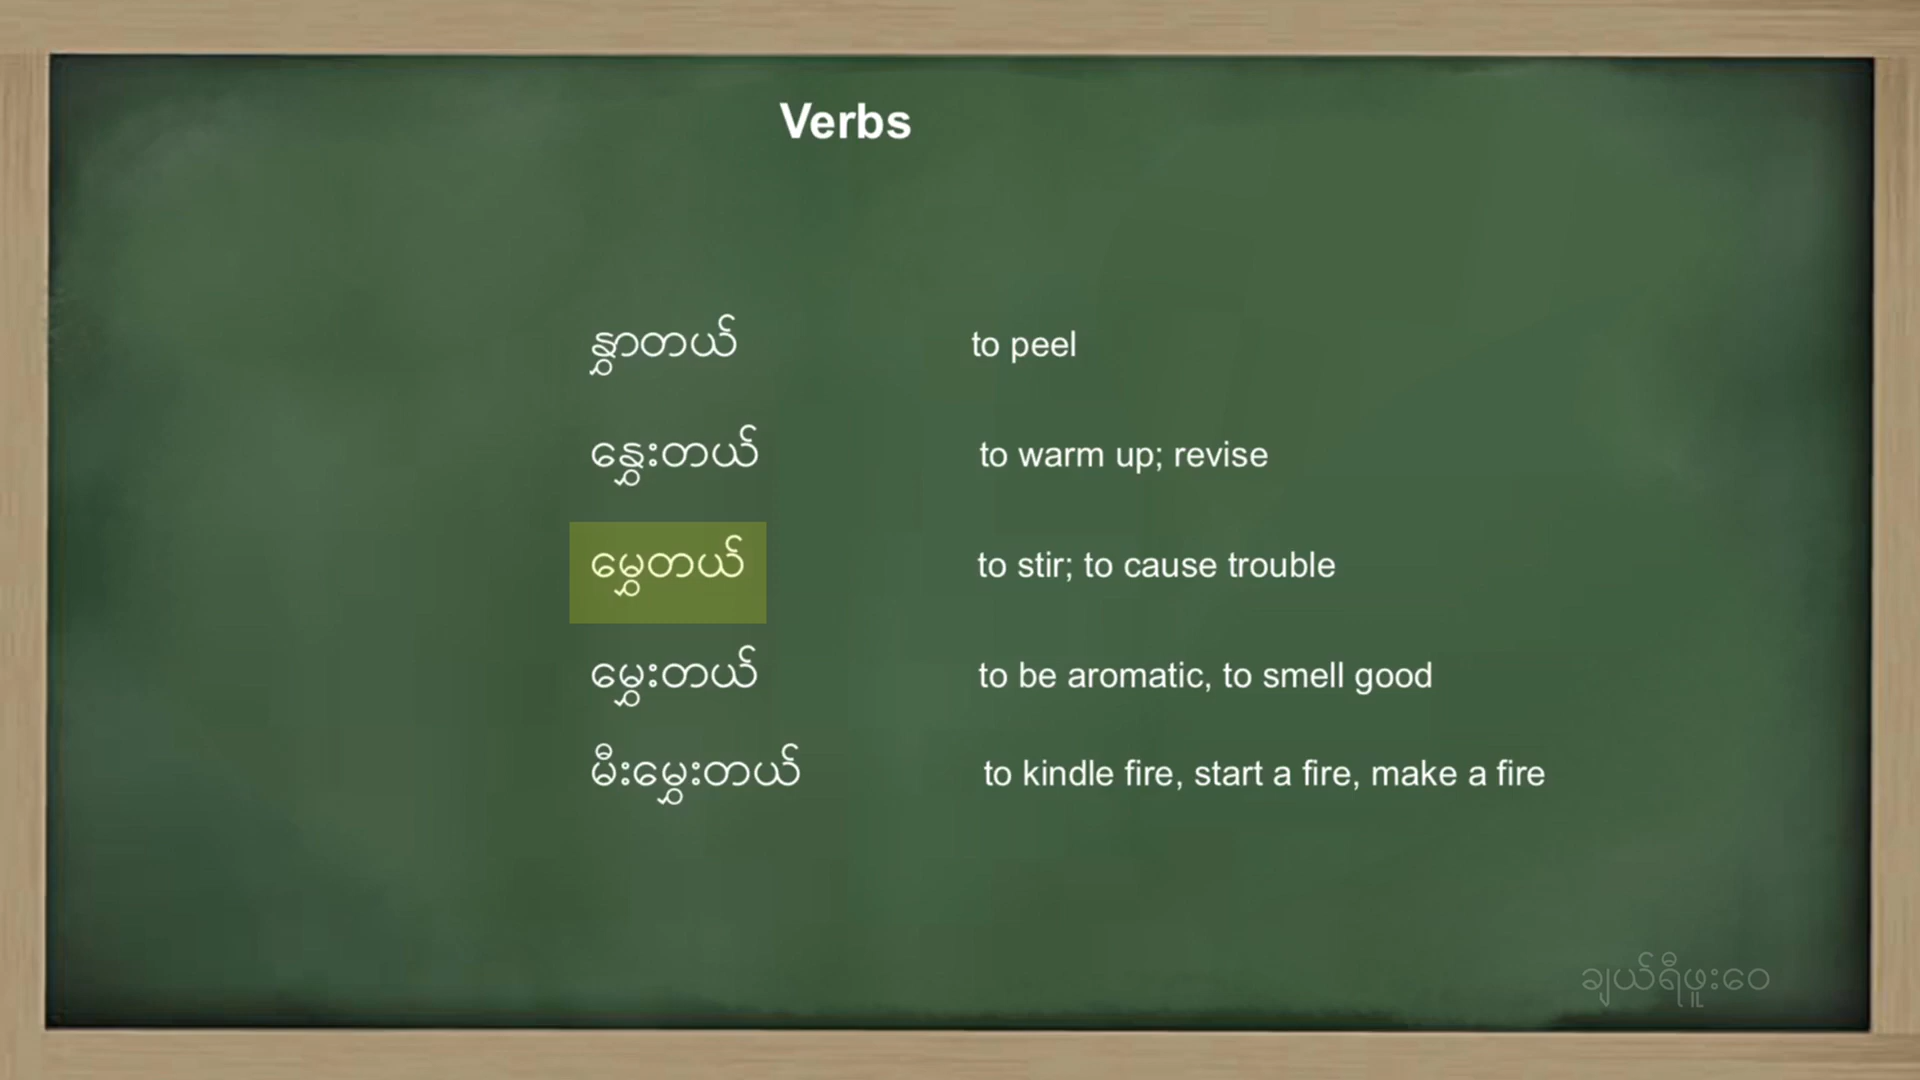 Verbs
နွှာတယ် to peel
နွှေးတယ် to warm up; revise
မွှေတယ် to stir; to cause trouble
မွှေးတယ် to be aromatic, to smell good
မီးမွှေးတယ် to kindle fire, start a fire, make a fire
ချယ်ရီဖူးဝေ